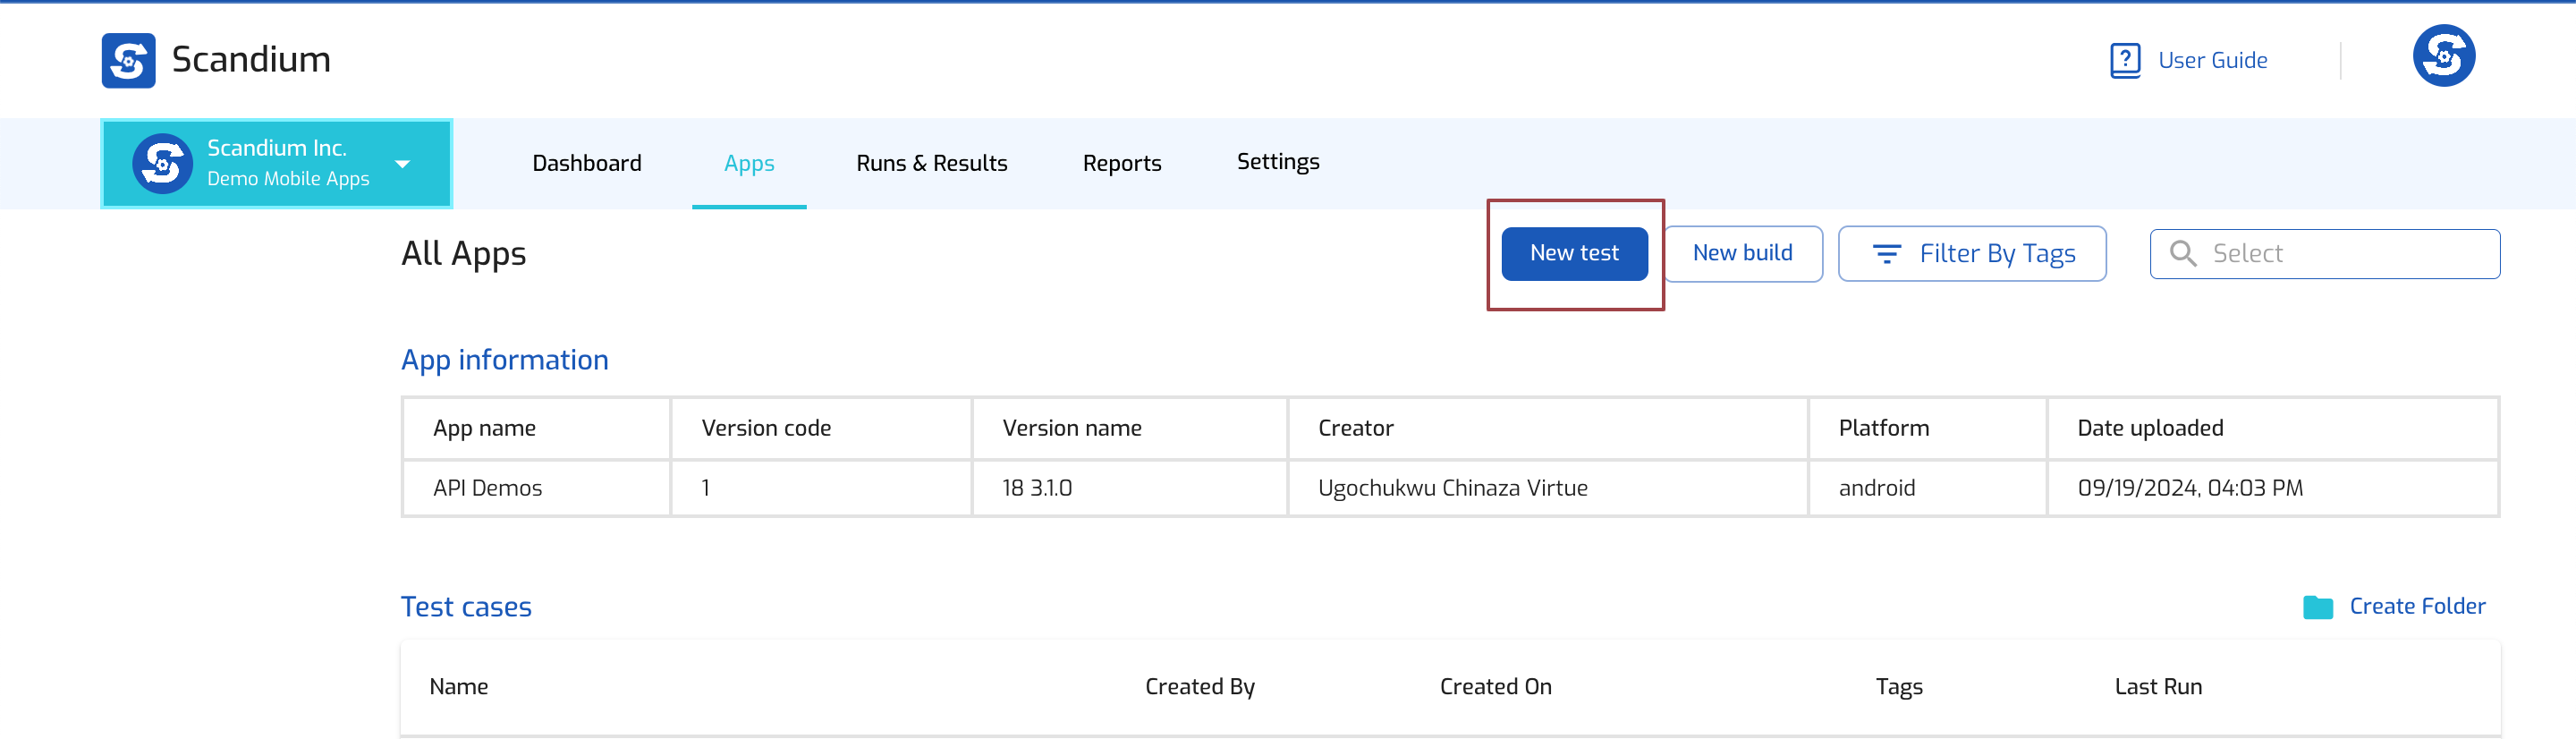 Scandium
User Guide
Scandium Inc.
Demo Mobile Apps
Dashboard
Apps
Runs & Results
Reports
Settings
All Apps
New test
New build
Filter By Tags
Select
App information
App name Version code Version name Creator Platform Date uploaded
API Demos 1 18 3.1.0 Ugochukwu Chinaza Virtue android 09/19/2024, 04:03 PM
Test cases
Create Folder
Name Created By Created On Tags Last Run